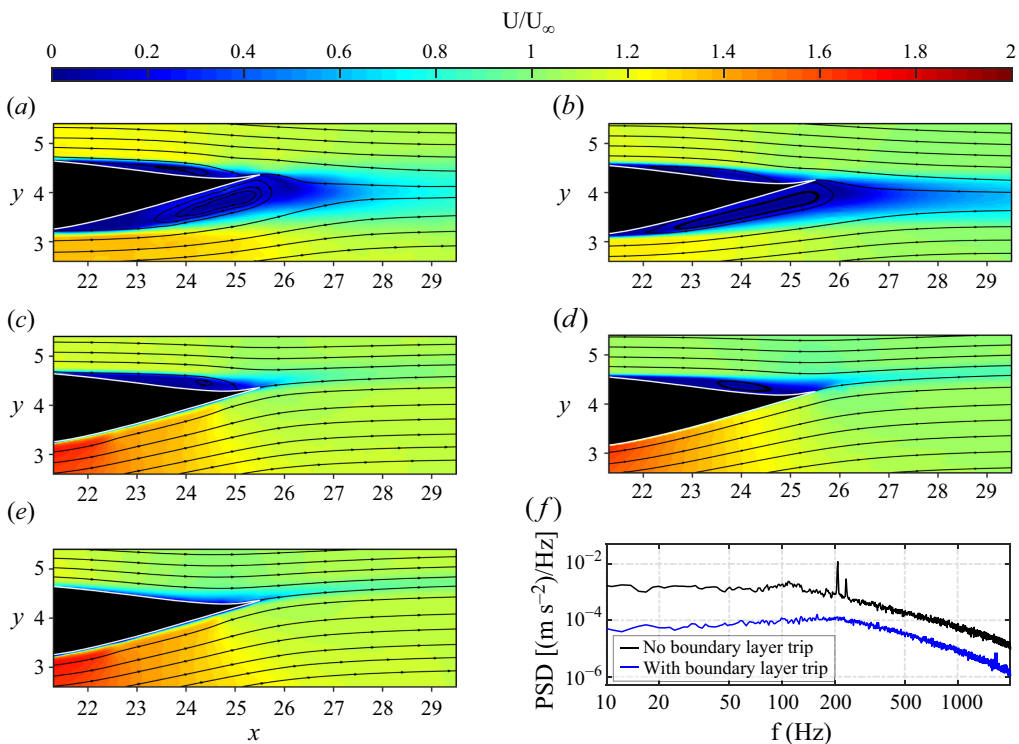 U/U∞
0 0.2 0.4 0.6 0.8 1 1.2 1.4 1.6 1.8 2
(a) (b)
5
4
3
y
22 23 24 25 26 27 28 29
5
4
3
y
22 23 24 25 26 27 28 29
(c) (d)
5
4
3
y
22 23 24 25 26 27 28 29
5
4
3
y
22 23 24 25 26 27 28 29
(e) (f)
5
4
3
y
22 23 24 25 26 27 28 29
x
PSD [(m s⁻²)/Hz]
10⁻²
10⁻⁴
10⁻⁶
No boundary layer trip
With boundary layer trip
10 20 50 100 200 500 1000
f (Hz)